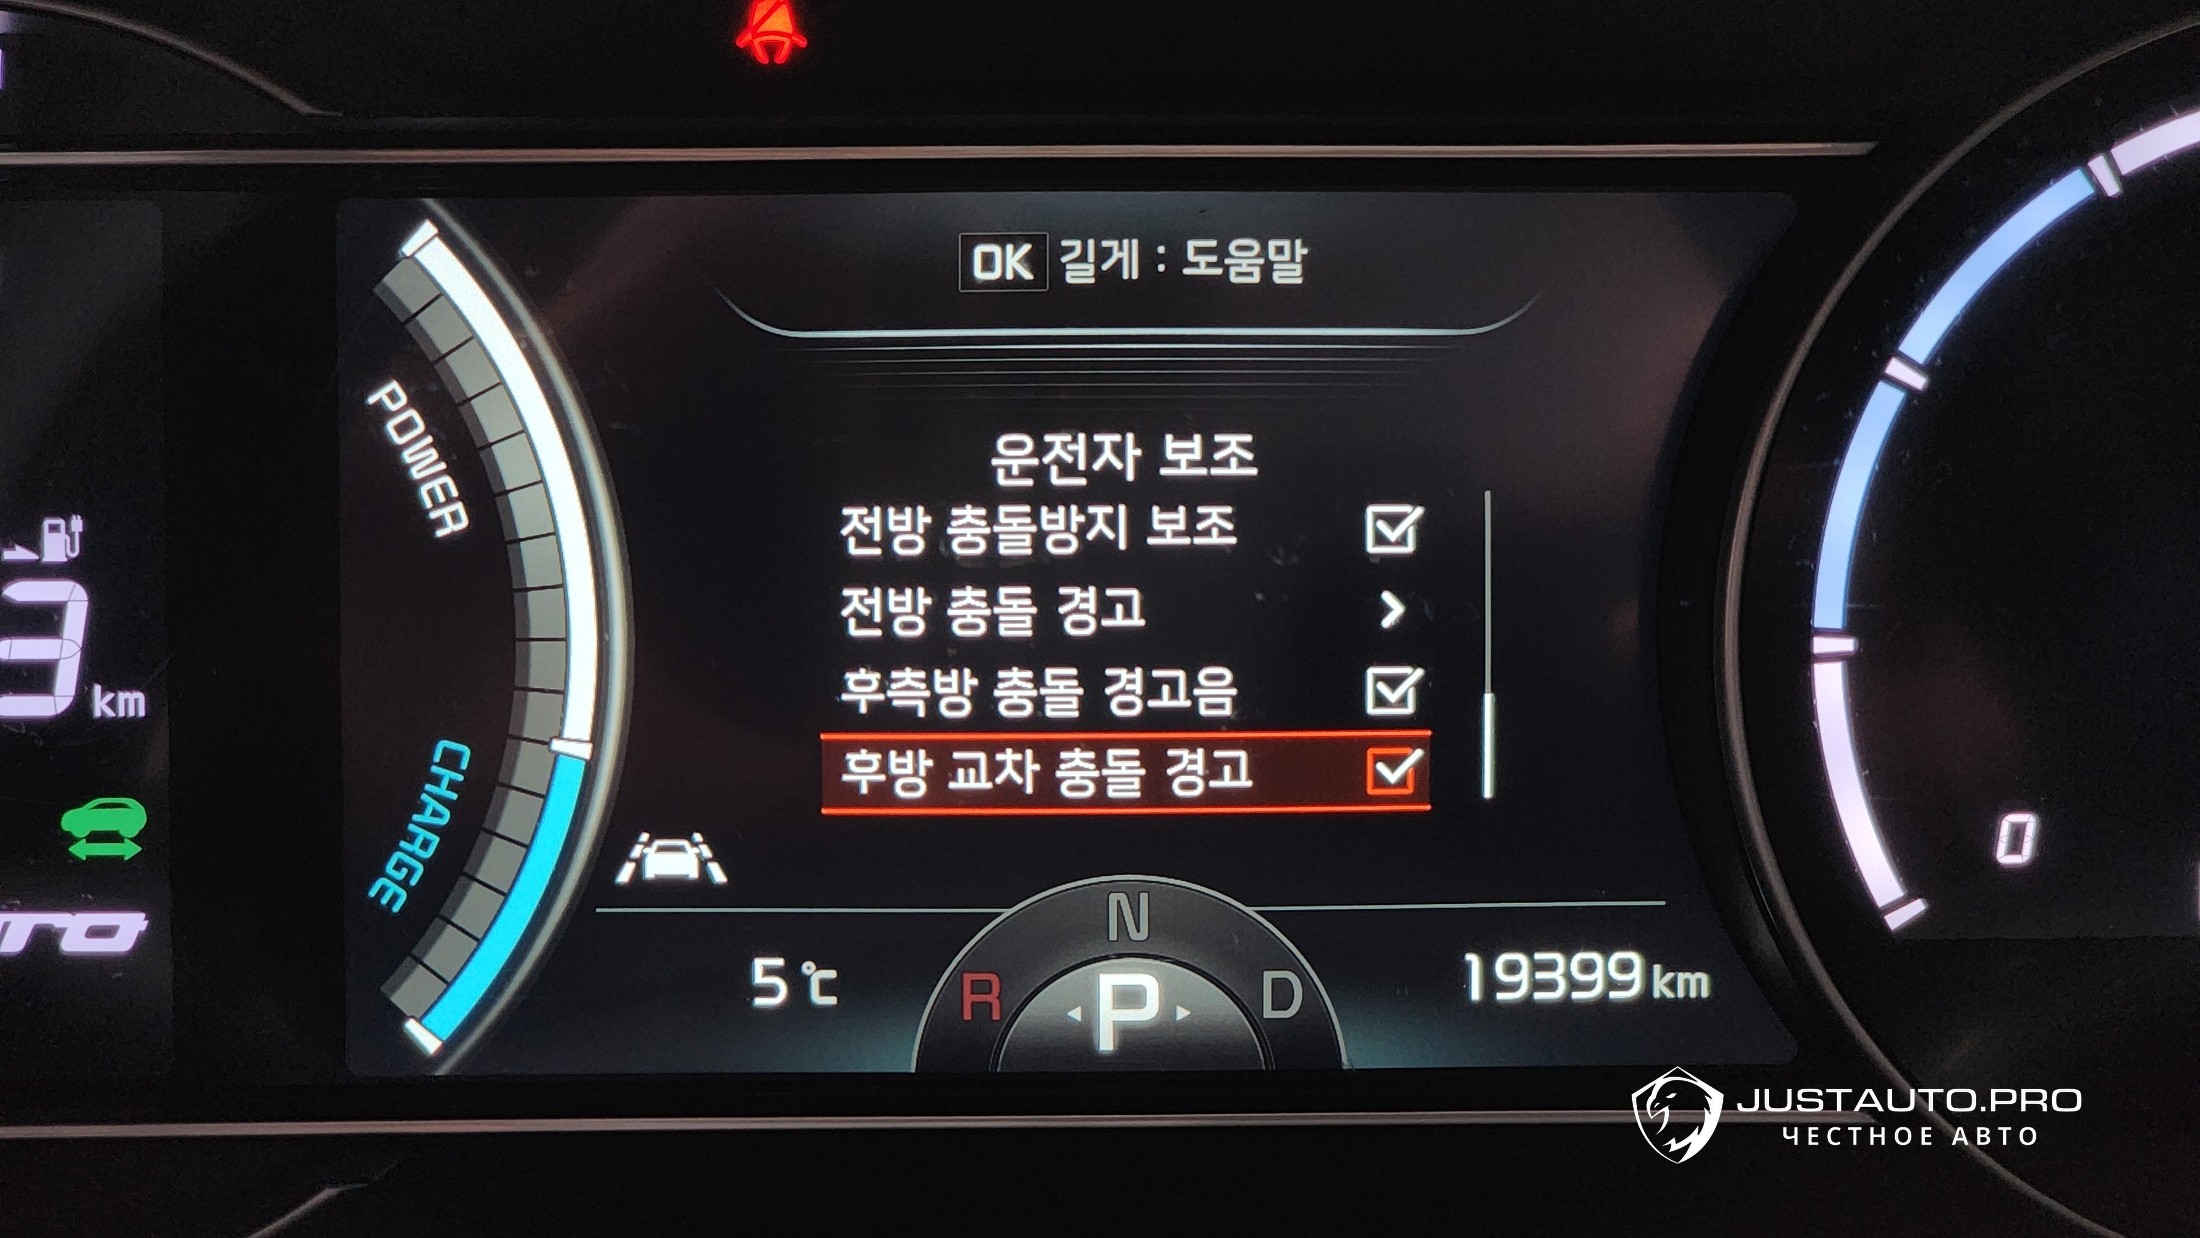 OK 길게 : 도움말
운전자 보조
전방 충돌방지 보조
전방 충돌 경고
후측방 충돌 경고음
후방 교차 충돌 경고
POWER
CHARGE
km
0
N
R P D
5 ℃
19399 km
JUSTAUTO.PRO
ЧЕСТНОЕ АВТО